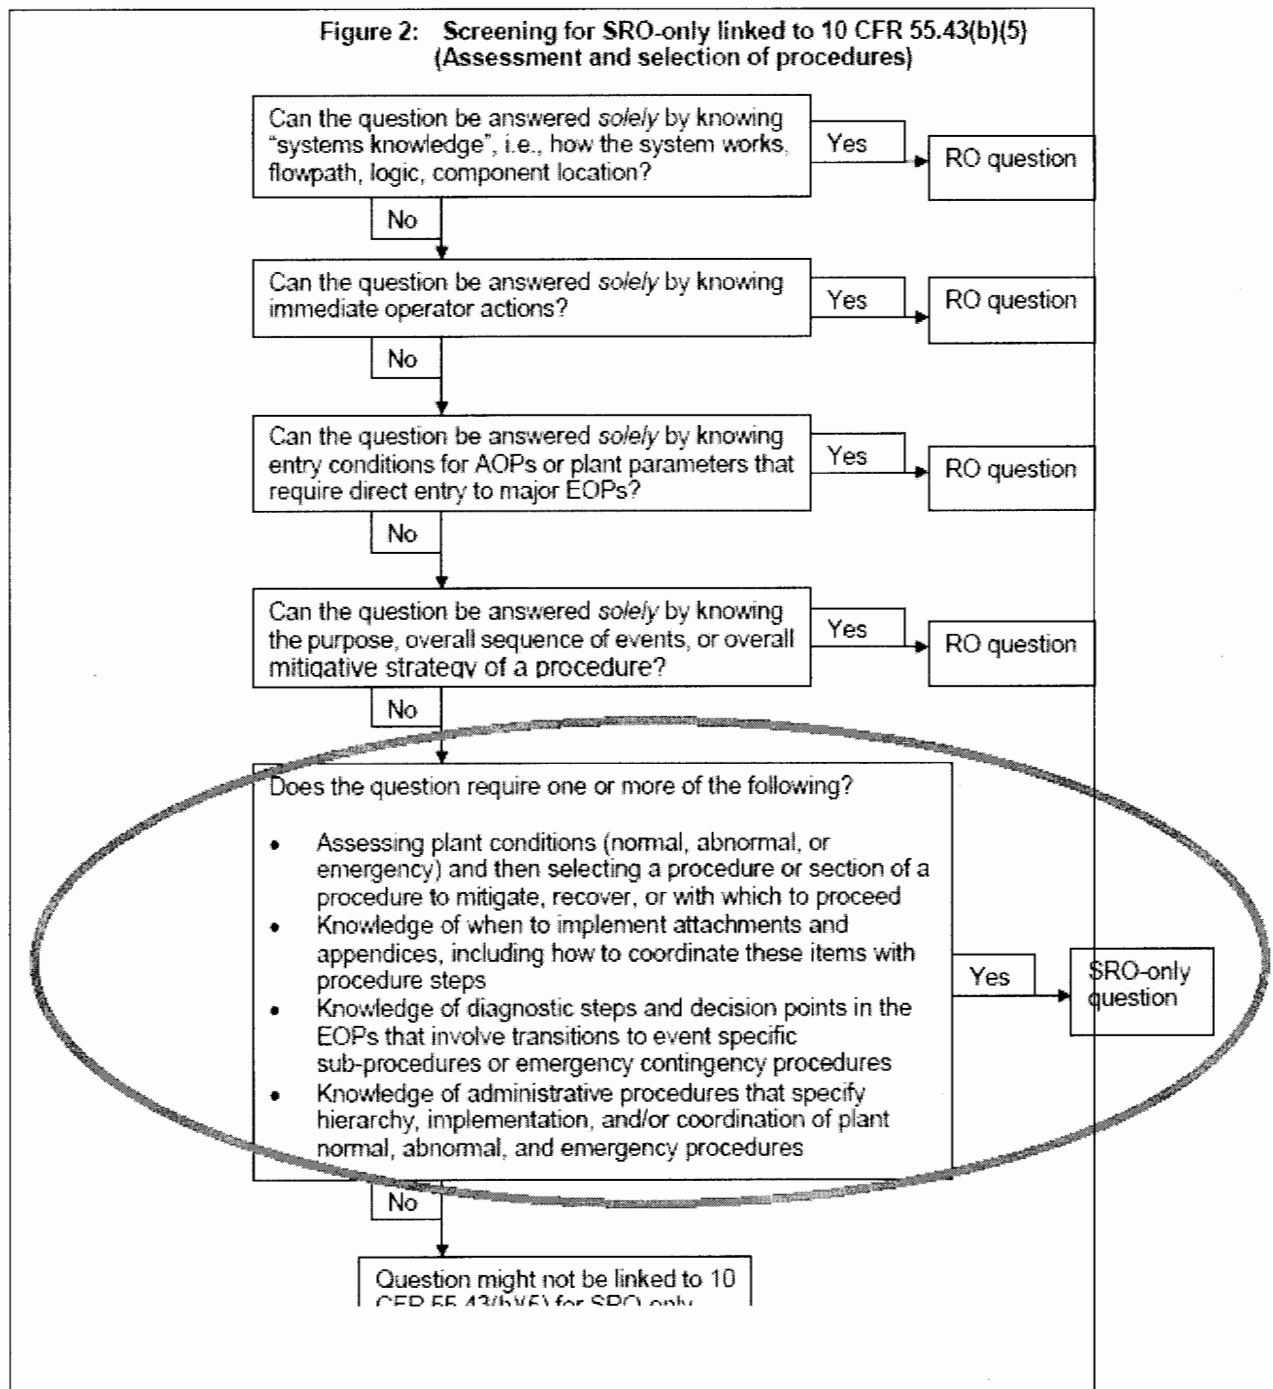 Figure 2: Screening for SRO-only linked to 10 CFR 55.43(b)(5)
(Assessment and selection of procedures)
Can the question be answered solely by knowing
"systems knowledge", i.e., how the system works,
flowpath, logic, component location?
Yes
RO question
No
Can the question be answered solely by knowing
immediate operator actions?
Yes
RO question
No
Can the question be answered solely by knowing
entry conditions for AOPs or plant parameters that
require direct entry to major EOPs?
Yes
RO question
No
Can the question be answered solely by knowing
the purpose, overall sequence of events, or overall
mitigative strategy of a procedure?
Yes
RO question
No
Does the question require one or more of the following?
• Assessing plant conditions (normal, abnormal, or
emergency) and then selecting a procedure or section of a
procedure to mitigate, recover, or with which to proceed
• Knowledge of when to implement attachments and
appendices, including how to coordinate these items with
procedure steps
• Knowledge of diagnostic steps and decision points in the
EOPs that involve transitions to event specific
sub-procedures or emergency contingency procedures
• Knowledge of administrative procedures that specify
hierarchy, implementation, and/or coordination of plant
normal, abnormal, and emergency procedures
Yes
SRO-only
question
No
Question might not be linked to 10
CFR 55.43(b)(5) for SRO-only